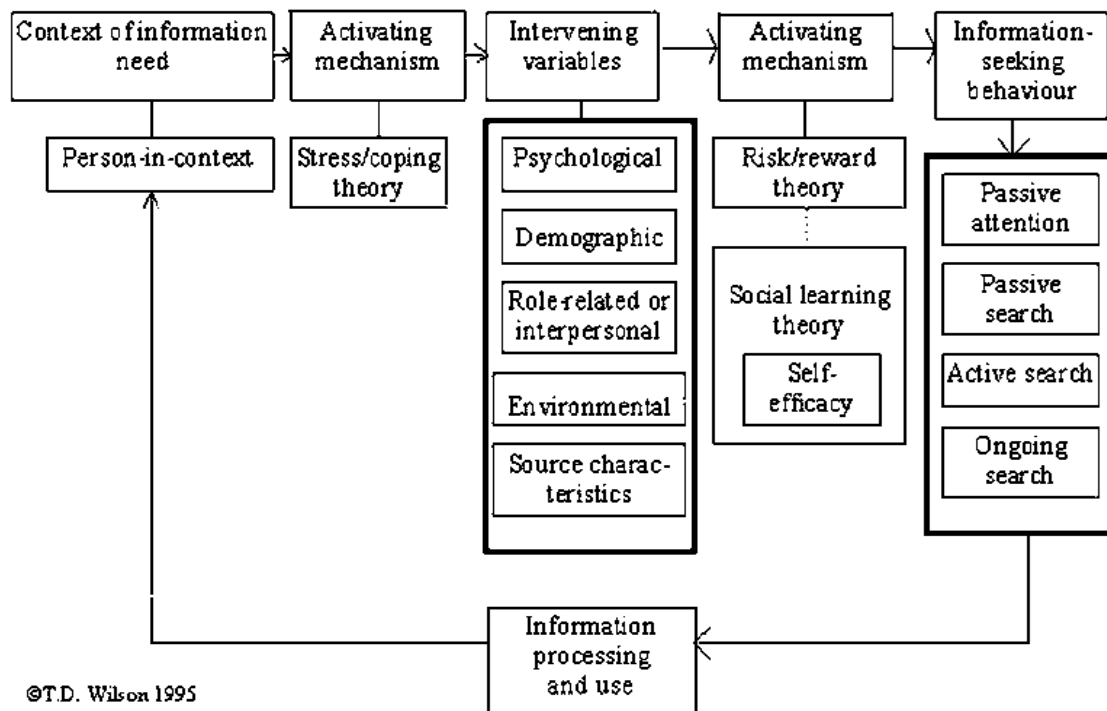 Context of information
need
Activating
mechanism
Intervening
variables
Activating
mechanism
Information-
seeking
behaviour
Person-in-context
Stress/coping
theory
Psychological
Demographic
Role-related or
interpersonal
Environmental
Source charac-
teristics
Risk/reward
theory
Social learning
theory
Self-
efficacy
Passive
attention
Passive
search
Active search
Ongoing
search
Information
processing
and use
©T.D. Wilson 1995